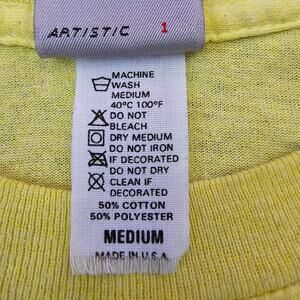 ARTISTIC 1
MACHINE
WASH
MEDIUM
40°C 100°F
DO NOT
BLEACH
DRY MEDIUM
DO NOT IRON
IF DECORATED
DO NOT DRY
CLEAN IF
DECORATED
50% COTTON
50% POLYESTER
MEDIUM
MADE IN U.S.A.